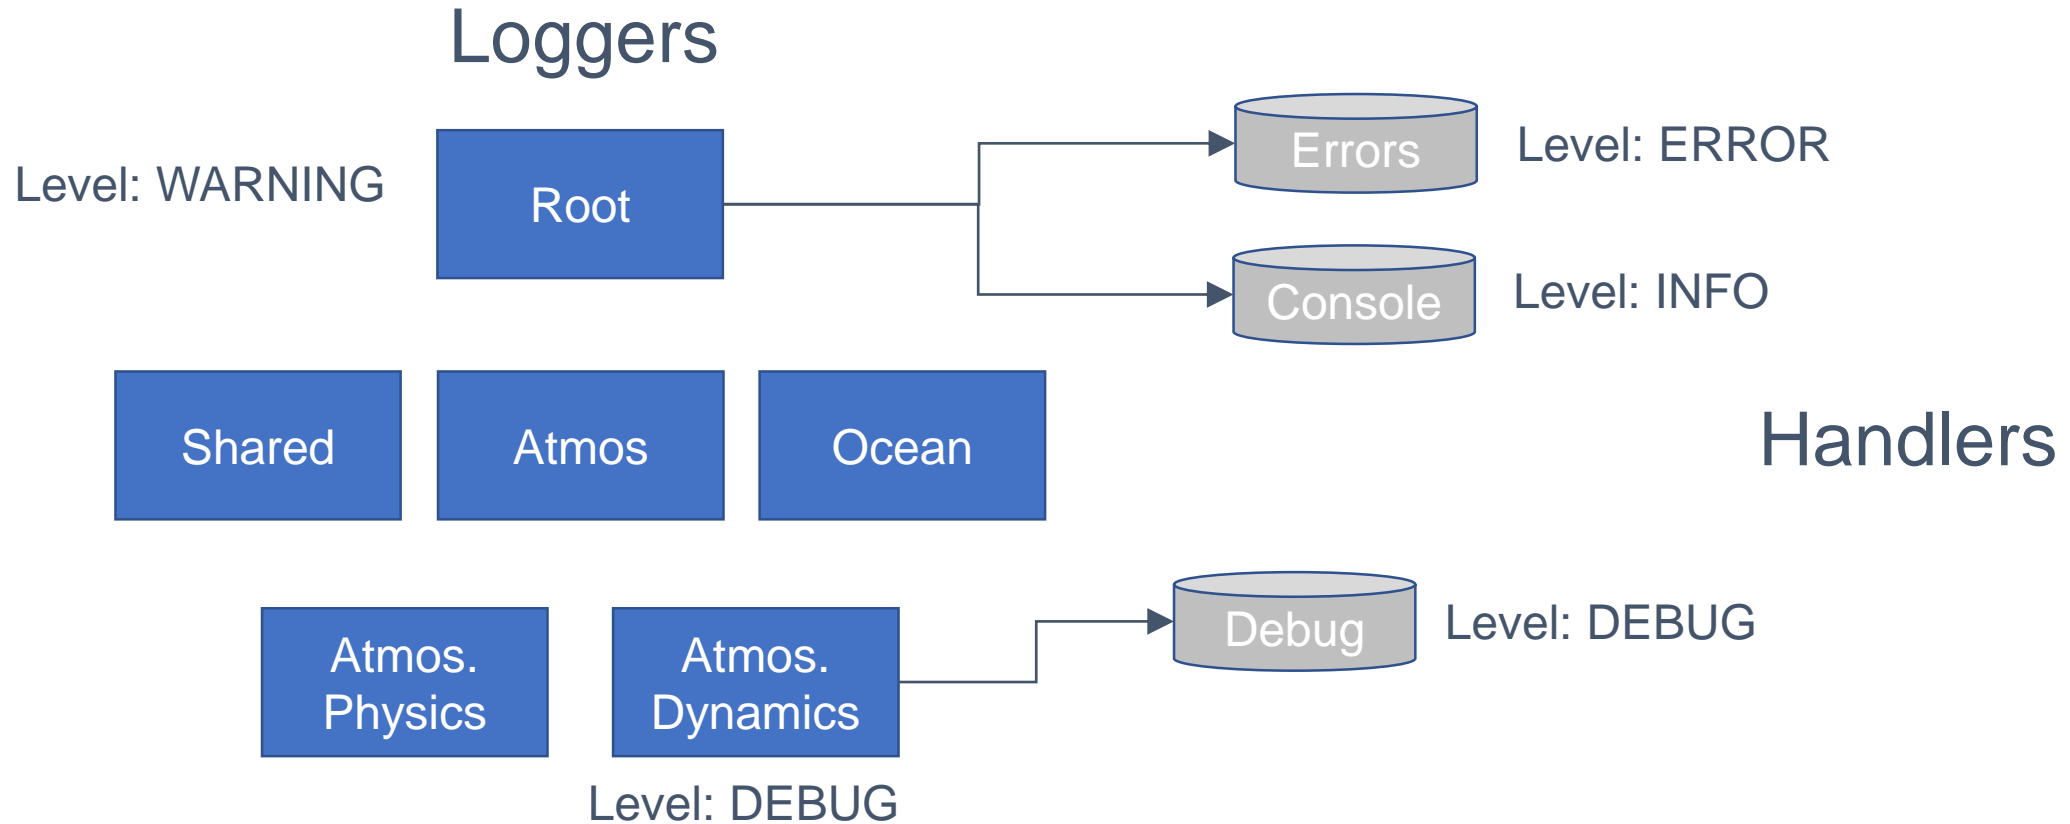 Loggers
Level: WARNING
Root
Errors
Level: ERROR
Console
Level: INFO
Shared
Atmos
Ocean
Handlers
Atmos.
Physics
Atmos.
Dynamics
Level: DEBUG
Debug
Level: DEBUG